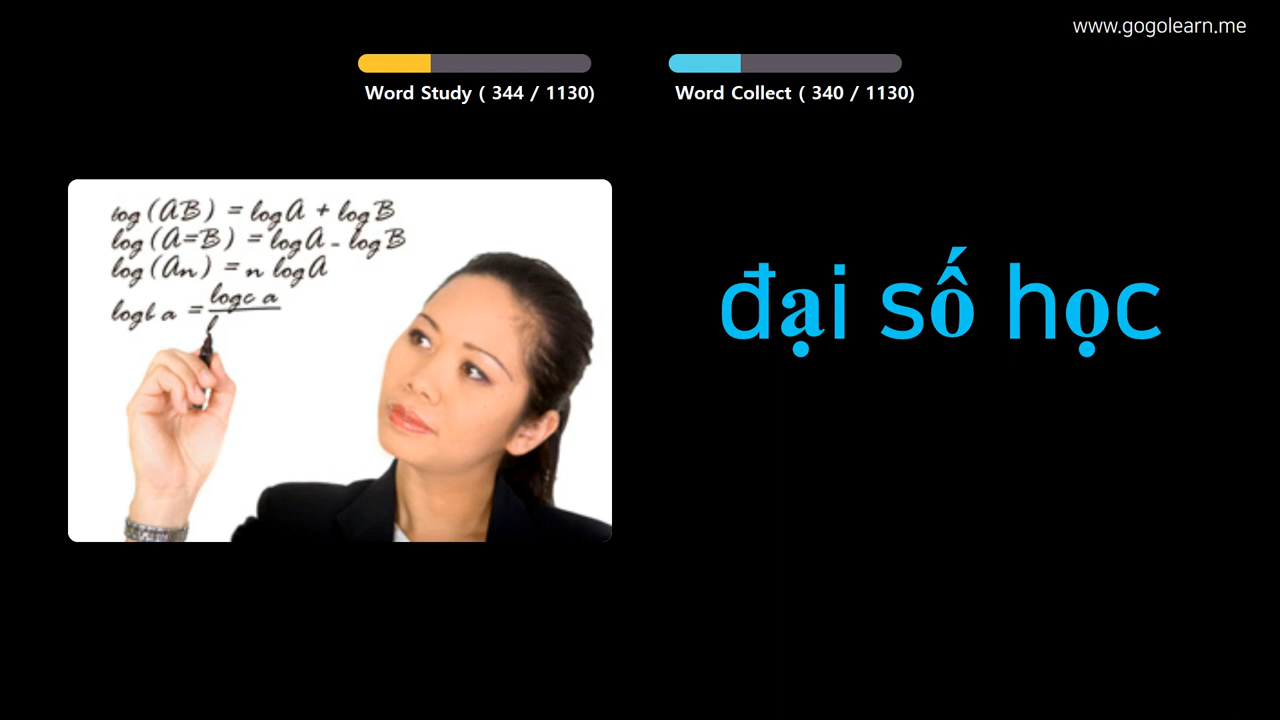 www.gogolearn.me
Word Study ( 344 / 1130)
Word Collect ( 340 / 1130)
log (AB) = log A + log B
log (A=B) = log A - log B
log (An) = n log A
logb a = logc a
đại số học